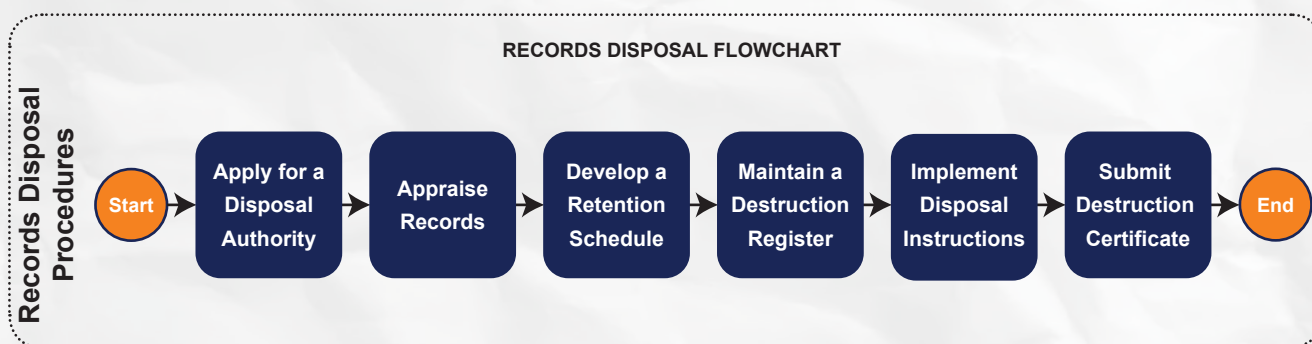 RECORDS DISPOSAL FLOWCHART
Records Disposal
Procedures
Start
Apply for a
Disposal
Authority
Appraise
Records
Develop a
Retention
Schedule
Maintain a
Destruction
Register
Implement
Disposal
Instructions
Submit
Destruction
Certificate
End